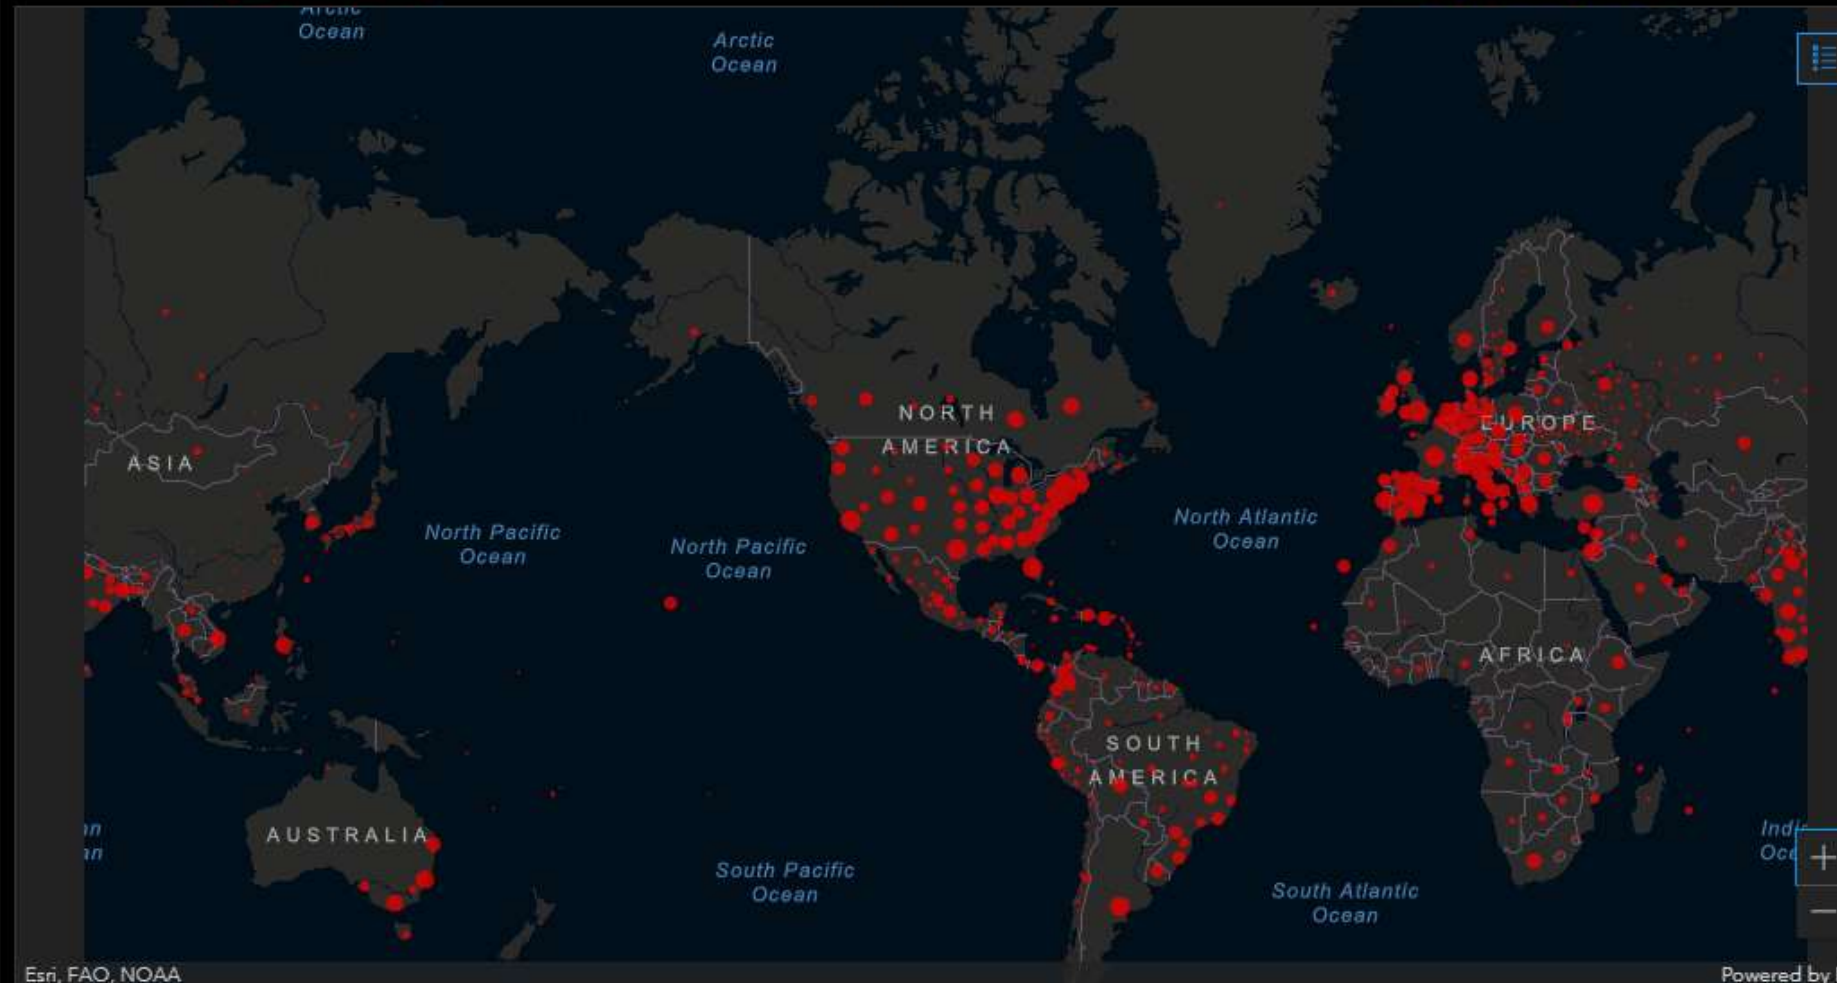 Arctic
Ocean
Arctic
Ocean
NORTH
AMERICA
EUROPE
ASIA
North Pacific
Ocean
North Pacific
Ocean
North Atlantic
Ocean
AFRICA
SOUTH
AMERICA
AUSTRALIA
South Pacific
Ocean
South Atlantic
Ocean
Esri, FAO, NOAA
Powered by